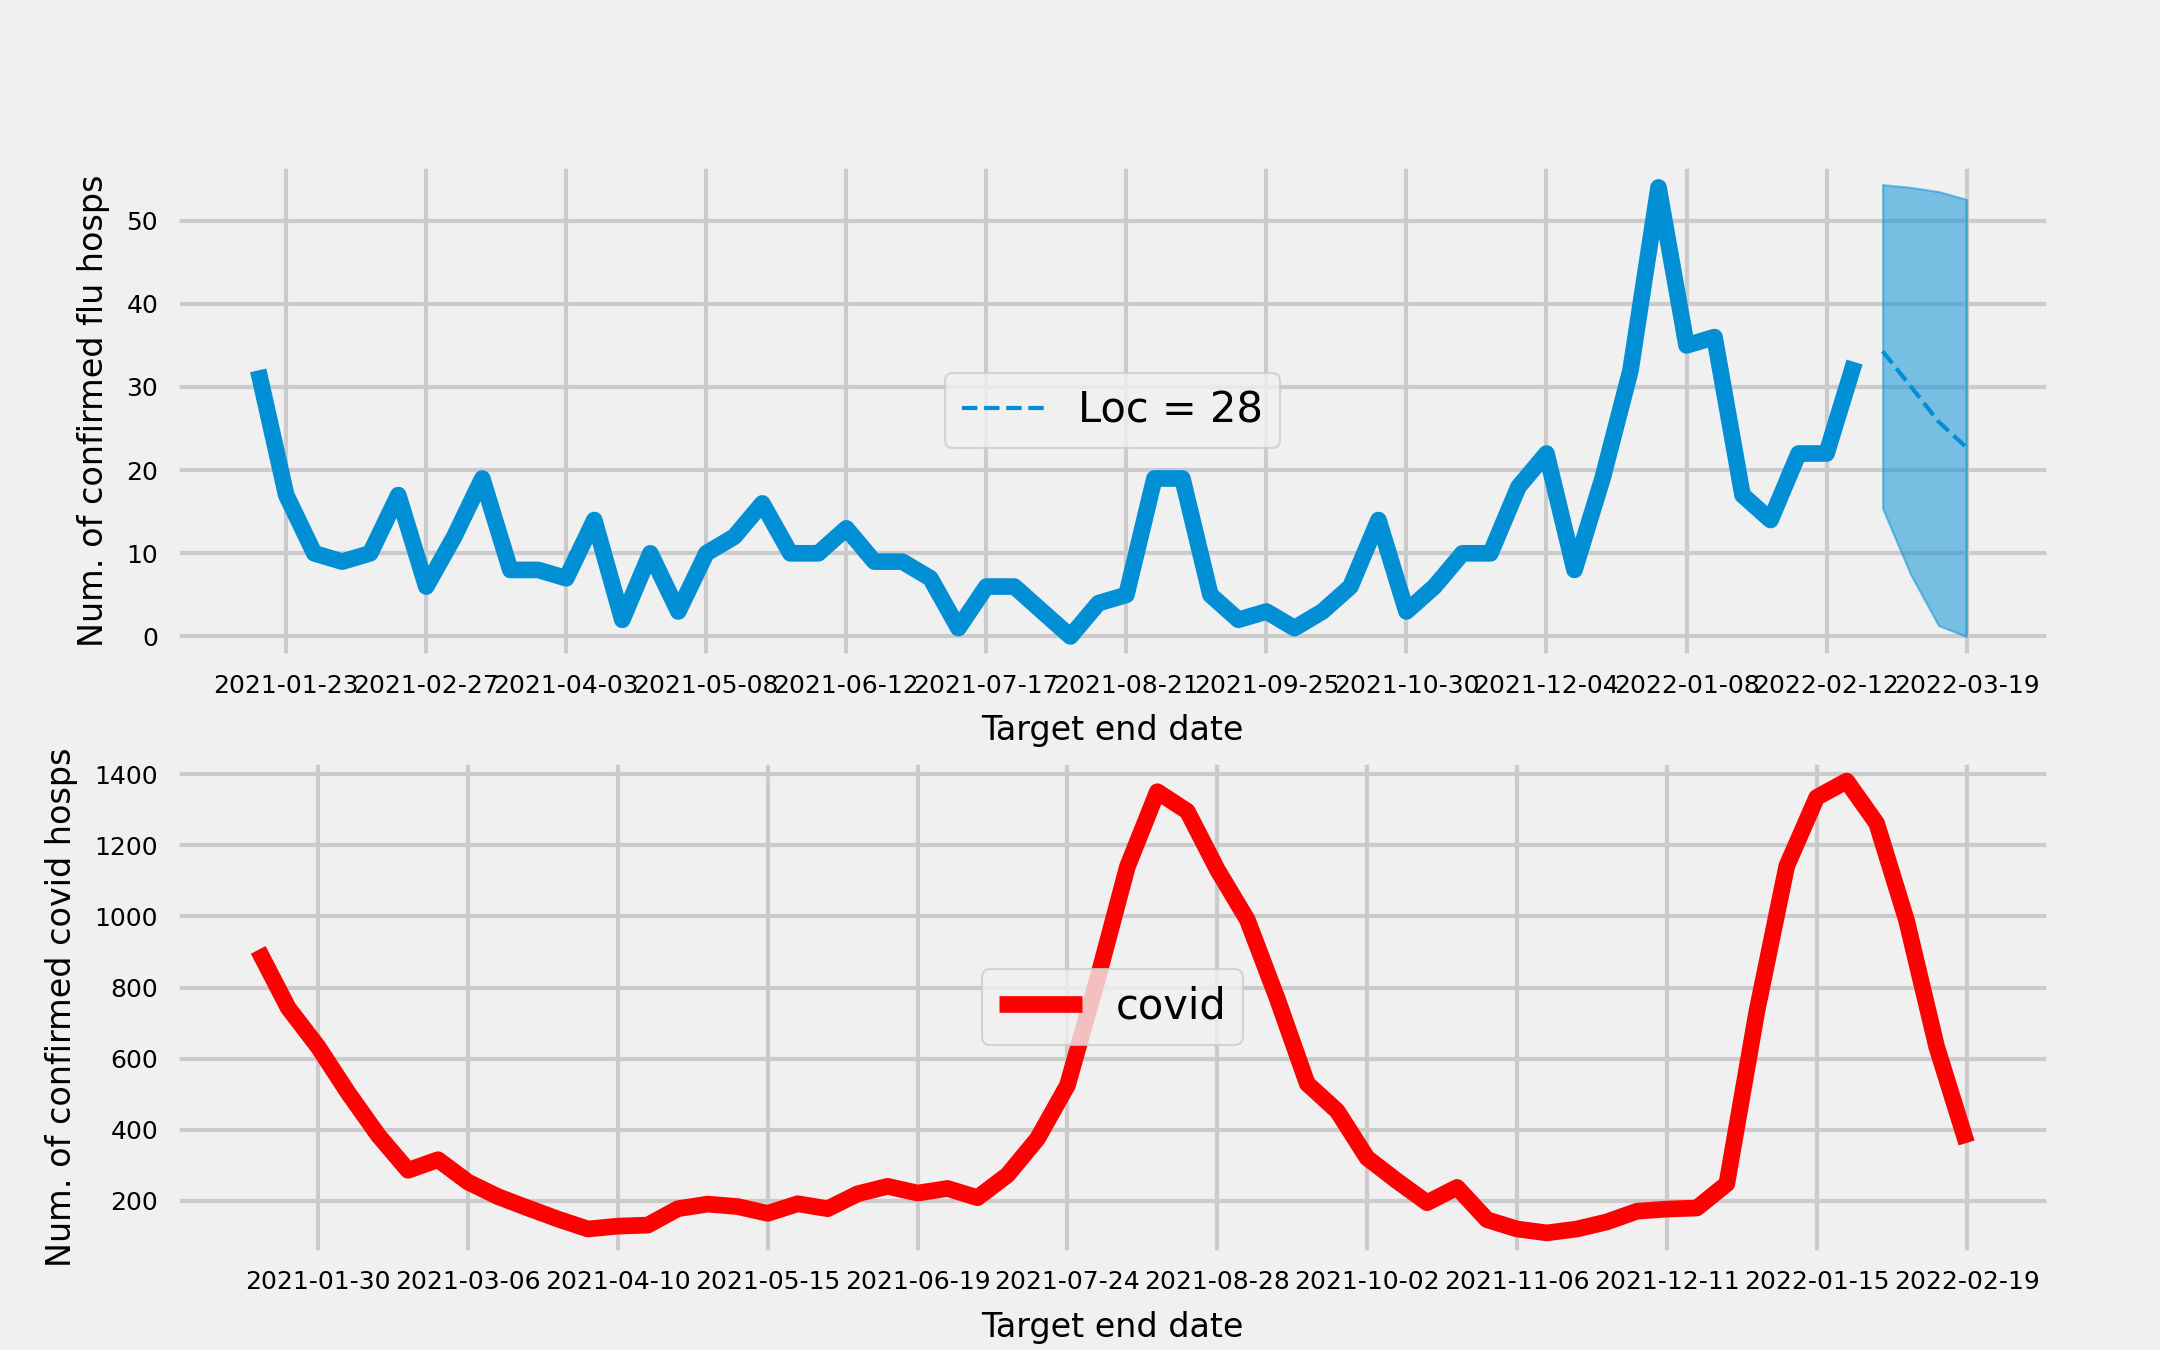 Num. of confirmed flu hosps
50
40
30
20
10
0
Loc = 28
2021-01-23 2021-02-27 2021-04-03 2021-05-08 2021-06-12 2021-07-17 2021-08-21 2021-09-25 2021-10-30 2021-12-04 2022-01-08 2022-02-12 2022-03-19
Target end date
Num. of confirmed covid hosps
1400
1200
1000
800
600
400
200
covid
2021-01-30 2021-03-06 2021-04-10 2021-05-15 2021-06-19 2021-07-24 2021-08-28 2021-10-02 2021-11-06 2021-12-11 2022-01-15 2022-02-19
Target end date